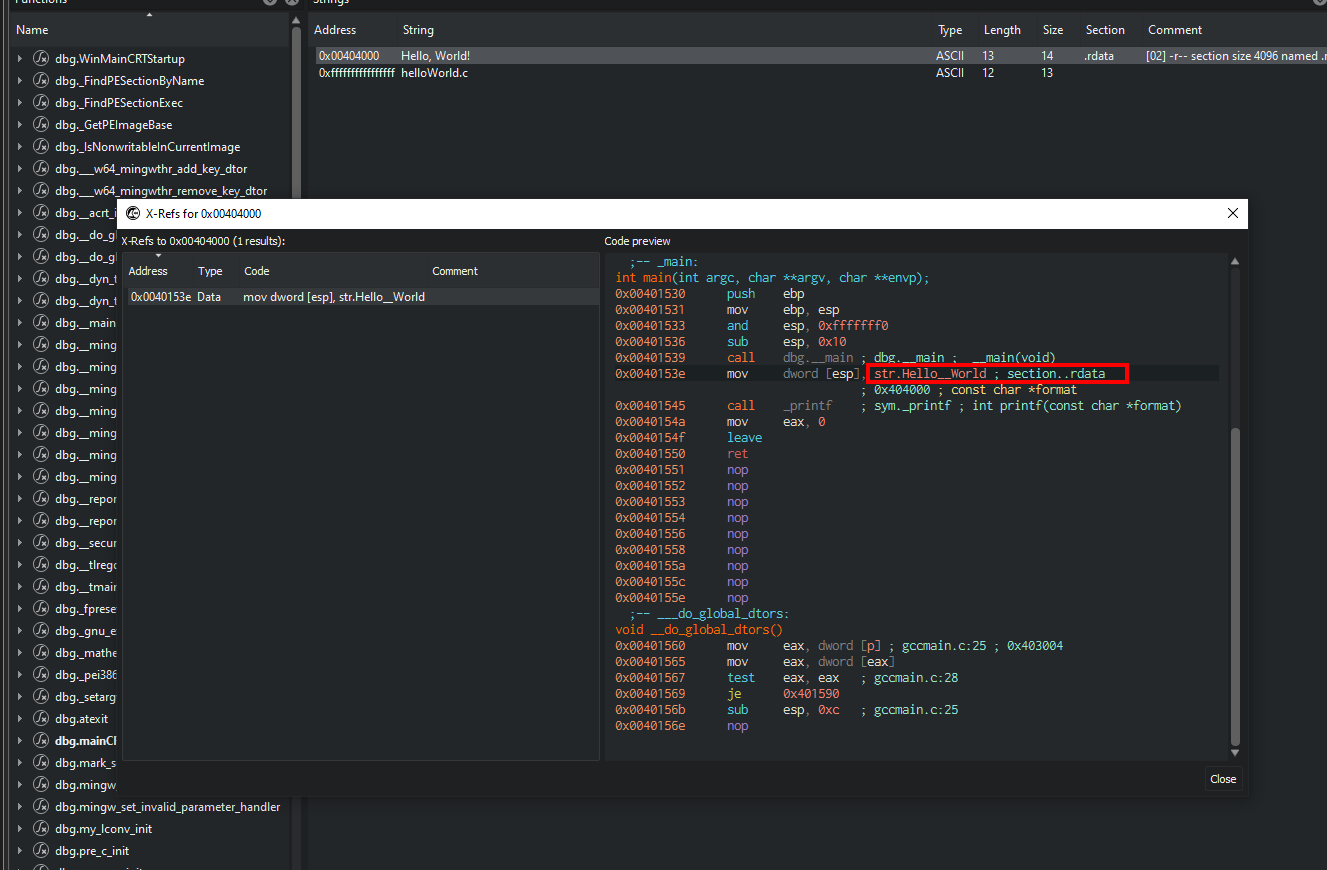 Functions
Strings
Name
Address String Type Length Size Section Comment
0x00404000 Hello, World! ASCII 13 14 .rdata [02] -r-- section size 4096 named .r
0xffffffffffffffff helloWorld.c ASCII 12 13
dbg.WinMainCRTStartup
dbg._FindPESectionByName
dbg._FindPESectionExec
dbg._GetPEImageBase
dbg._IsNonwritableInCurrentImage
dbg.___w64_mingwthr_add_key_dtor
dbg.___w64_mingwthr_remove_key_dtor
dbg.__acrt_i
dbg.__do_gl
dbg.__do_gl
dbg.__dyn_t
dbg.__dyn_t
dbg.__main
dbg.__ming
dbg.__ming
dbg.__ming
dbg.__ming
dbg.__ming
dbg.__ming
dbg.__ming
dbg.__repor
dbg.__repor
dbg.__secur
dbg.__tlregd
dbg.__tmain
dbg._fprese
dbg._gnu_e
dbg._mathe
dbg._pei386
dbg._setarg
dbg.atexit
dbg.mainCR
dbg.mark_s
dbg.mingw_
dbg.mingw_set_invalid_parameter_handler
dbg.my_lconv_init
dbg.pre_c_init
X-Refs for 0x00404000
X-Refs to 0x00404000 (1 results):
Address Type Code Comment
0x0040153e Data mov dword [esp], str.Hello__World
Code preview
;-- _main:
int main(int argc, char **argv, char **envp);
0x00401530 push ebp
0x00401531 mov ebp, esp
0x00401533 and esp, 0xfffffff0
0x00401536 sub esp, 0x10
0x00401539 call dbg.__main ; dbg.__main ; __main(void)
0x0040153e mov dword [esp], str.Hello__World ; section..rdata
; 0x404000 ; const char *format
0x00401545 call _printf ; sym._printf ; int printf(const char *format)
0x0040154a mov eax, 0
0x0040154f leave
0x00401550 ret
0x00401551 nop
0x00401552 nop
0x00401553 nop
0x00401554 nop
0x00401556 nop
0x00401558 nop
0x0040155a nop
0x0040155c nop
0x0040155e nop
;-- ___do_global_dtors:
void __do_global_dtors()
0x00401560 mov eax, dword [p] ; gccmain.c:25 ; 0x403004
0x00401565 mov eax, dword [eax]
0x00401567 test eax, eax ; gccmain.c:28
0x00401569 je 0x401590
0x0040156b sub esp, 0xc ; gccmain.c:25
0x0040156e nop
Close